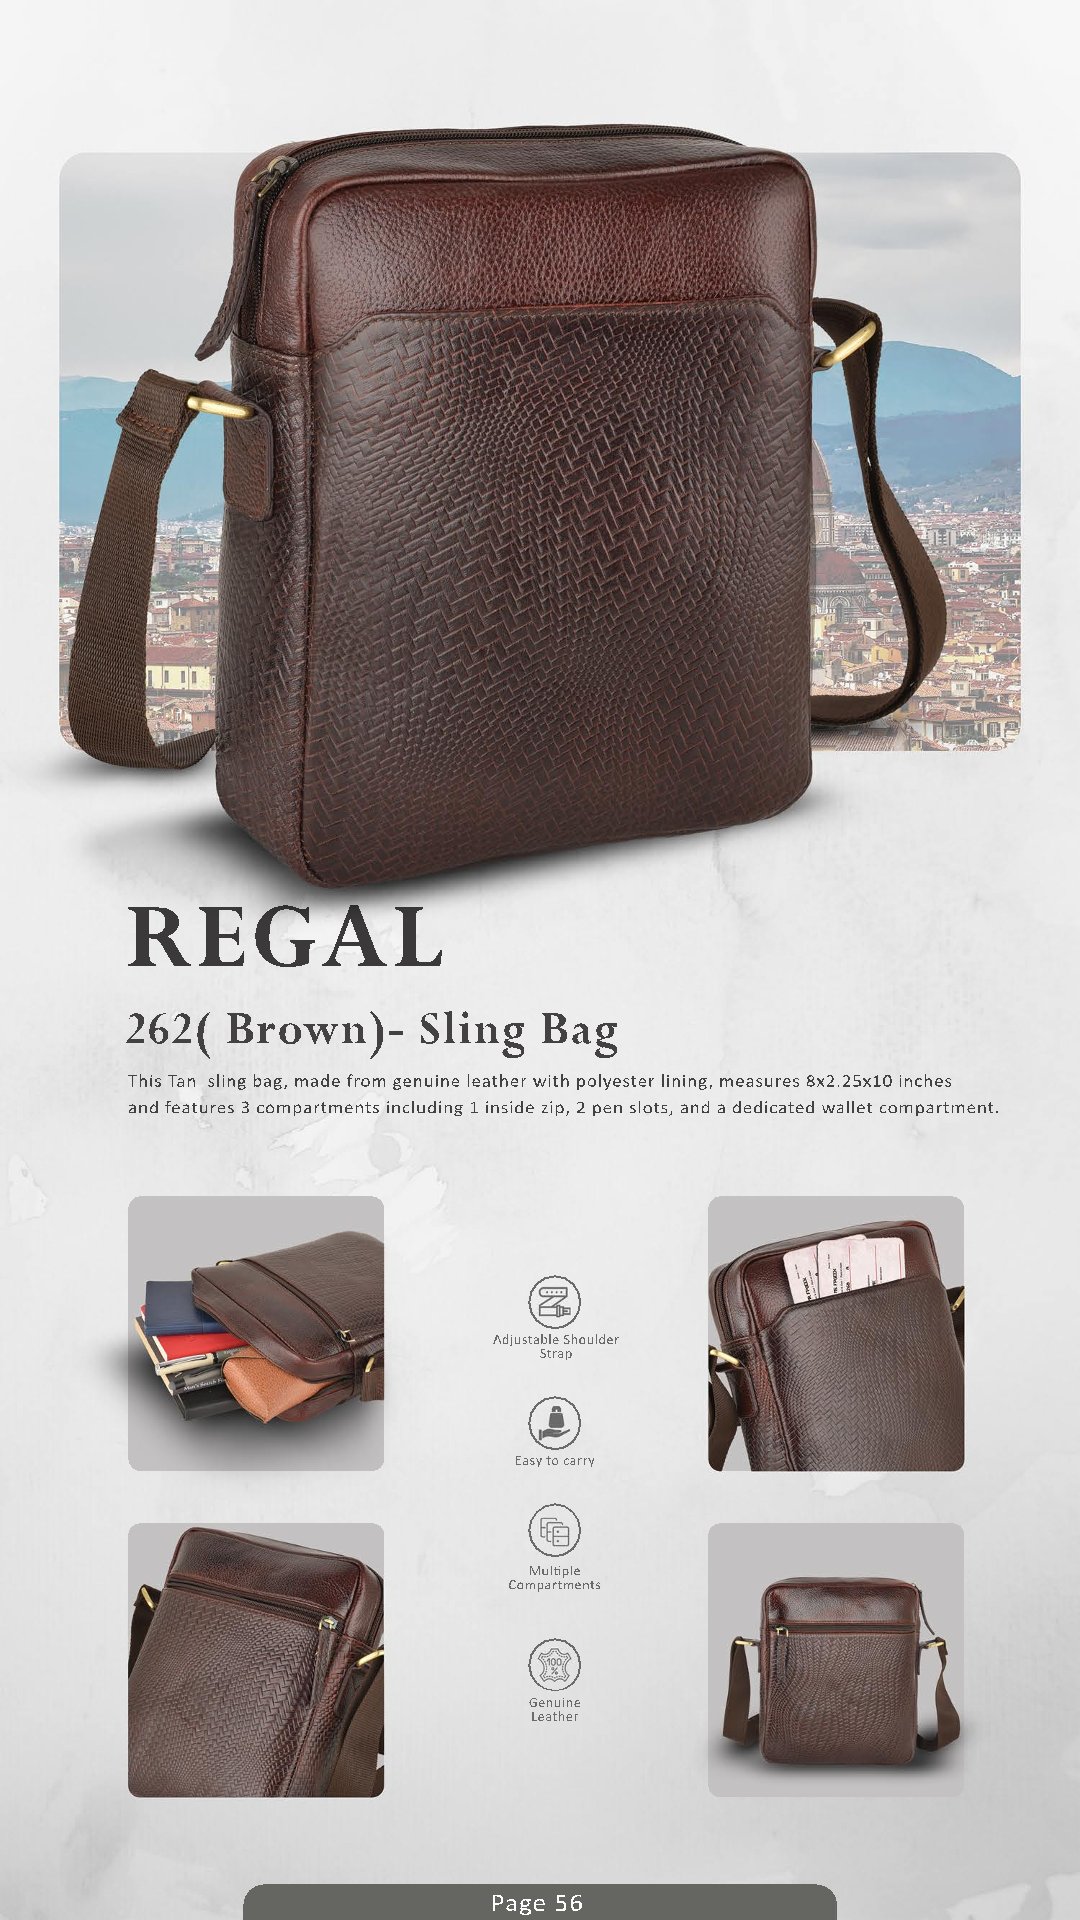 REGAL
262( Brown)- Sling Bag
This Tan  sling bag, made from genuine leather with polyester lining, measures 8x2.25x10 inches
and features 3 compartments including 1 inside zip, 2 pen slots, and a dedicated wallet compartment.
Adjustable Shoulder
Strap
Easy to carry
Multiple
Compartments
100
%
Genuine
Leather
Page 56